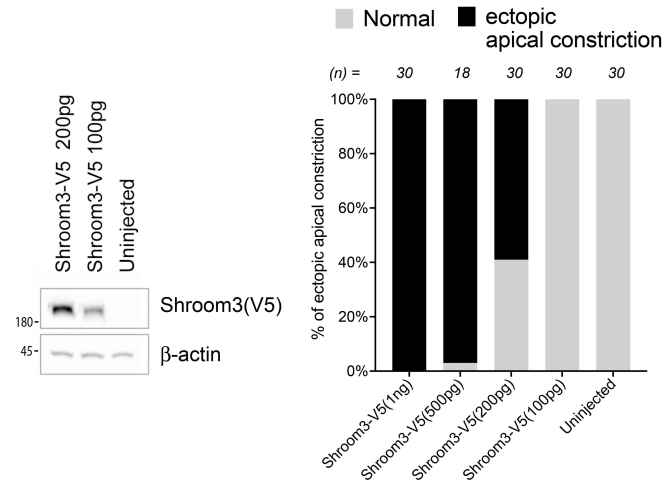 Shroom3-V5 200pg
Shroom3-V5 100pg
Uninjected
Shroom3(V5)
180-
45-
β-actin
Normal
ectopic
apical constriction
(n) = 30 18 30 30 30
% of ectopic apical constriction
100%
80%
60%
40%
20%
0%
Shroom3-V5(1ng)
Shroom3-V5(500pg)
Shroom3-V5(200pg)
Shroom3-V5(100pg)
Uninjected